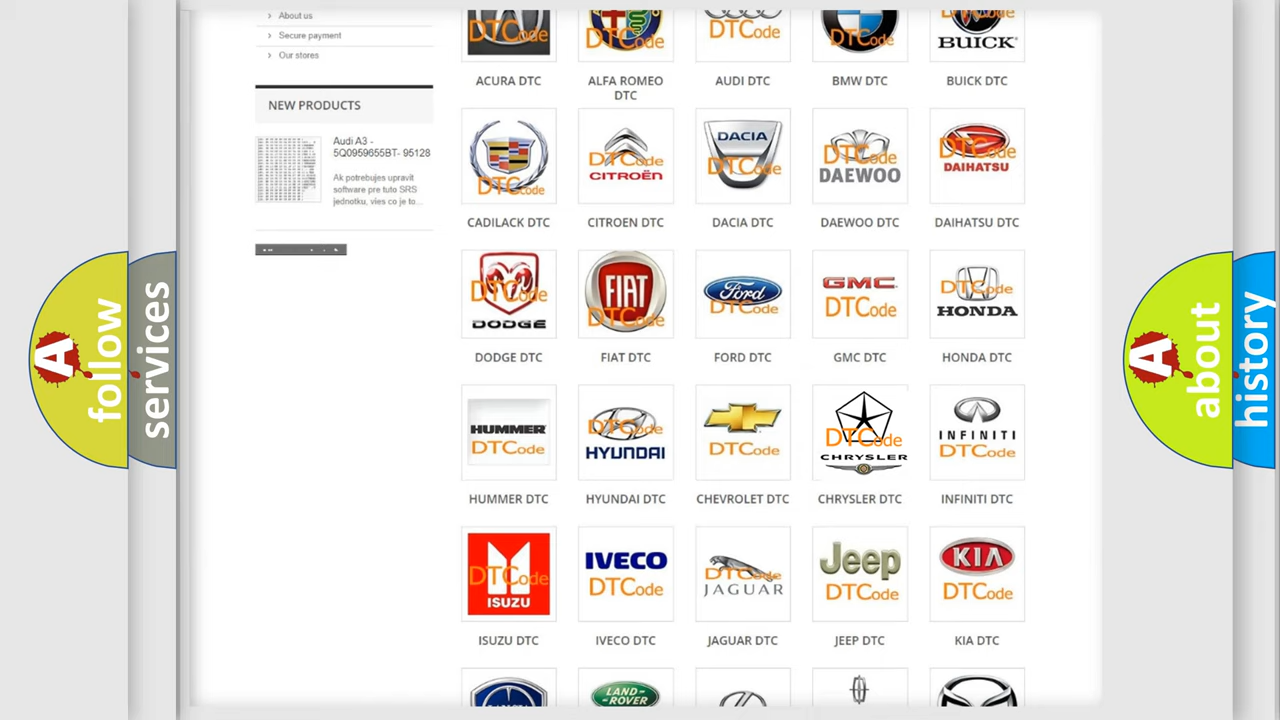 About us
Secure payment
Our stores
NEW PRODUCTS
Audi A3 -
5Q0959655BT- 95128
Ak potrebujes upravit
software pre tuto SRS
jednotku, vies co je to...
DTCode
DTCode
DTCode
DTCode
BUICK
DTCode
ACURA DTC
ALFA ROMEO
DTC
AUDI DTC
BMW DTC
BUICK DTC
DTCode
DTCode
CITROËN
DACIA
DTCode
DTCode
DAEWOO
DTCode
DAIHATSU
CADILACK DTC
CITROEN DTC
DACIA DTC
DAEWOO DTC
DAIHATSU DTC
DTCode
DODGE
FIAT
DTCode
Ford
DTCode
GMC
DTCode
DTCode
HONDA
DODGE DTC
FIAT DTC
FORD DTC
GMC DTC
HONDA DTC
HUMMER
DTCode
DTCode
HYUNDAI
DTCode
DTCode
CHRYSLER
INFINITI
DTCode
HUMMER DTC
HYUNDAI DTC
CHEVROLET DTC
CHRYSLER DTC
INFINITI DTC
DTCode
ISUZU
IVECO
DTCode
DTCode
JAGUAR
Jeep
DTCode
KIA
DTCode
ISUZU DTC
IVECO DTC
JAGUAR DTC
JEEP DTC
KIA DTC
LAND-
ROVER
A
follow
services
A
about
history